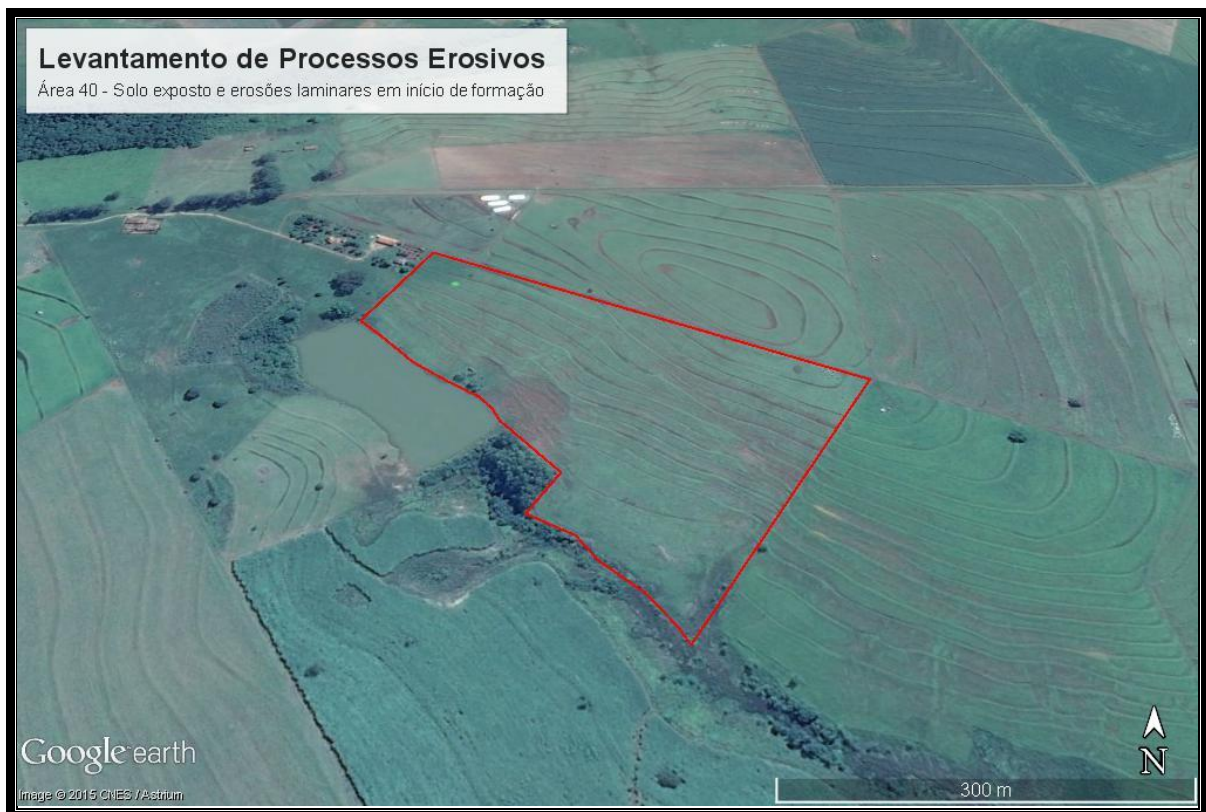 Levantamento de Processos Erosivos
Área 40 - Solo exposto e erosões laminares em início de formação
Google earth
Image © 2015 CNES / Astrium
300 m
N